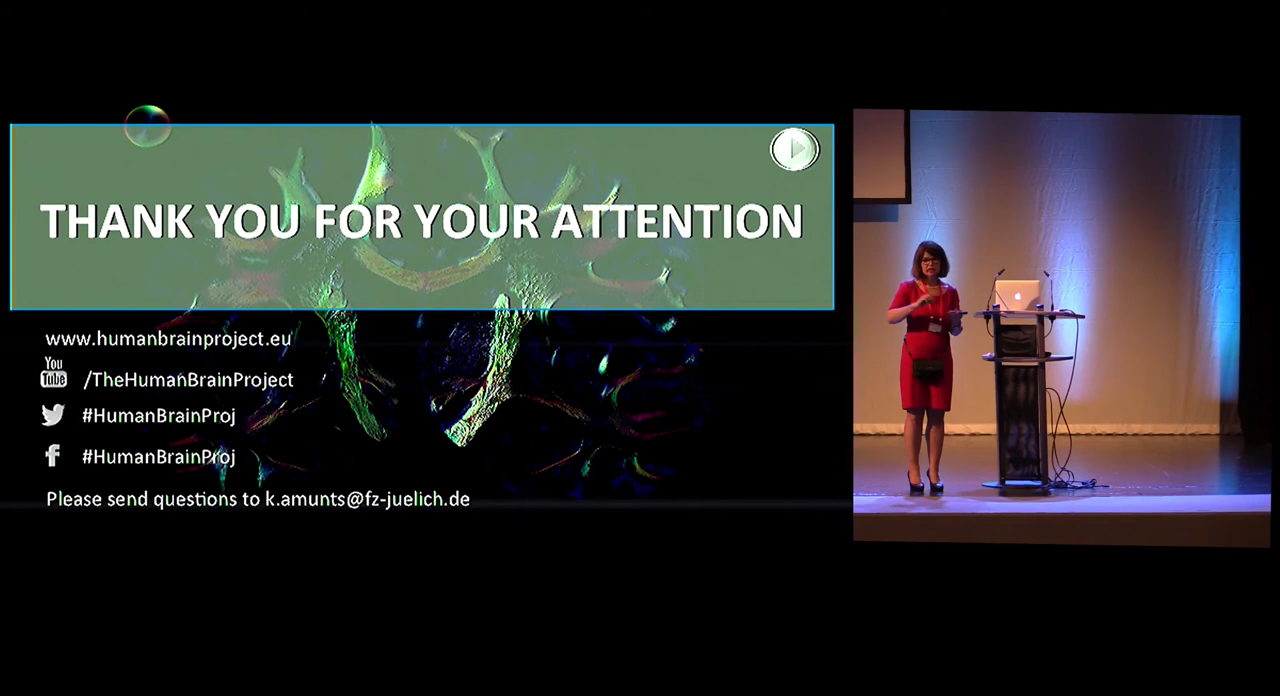 THANK YOU FOR YOUR ATTENTION
www.humanbrainproject.eu
You Tube /TheHumanBrainProject
#HumanBrainProj
#HumanBrainProj
Please send questions to k.amunts@fz-juelich.de